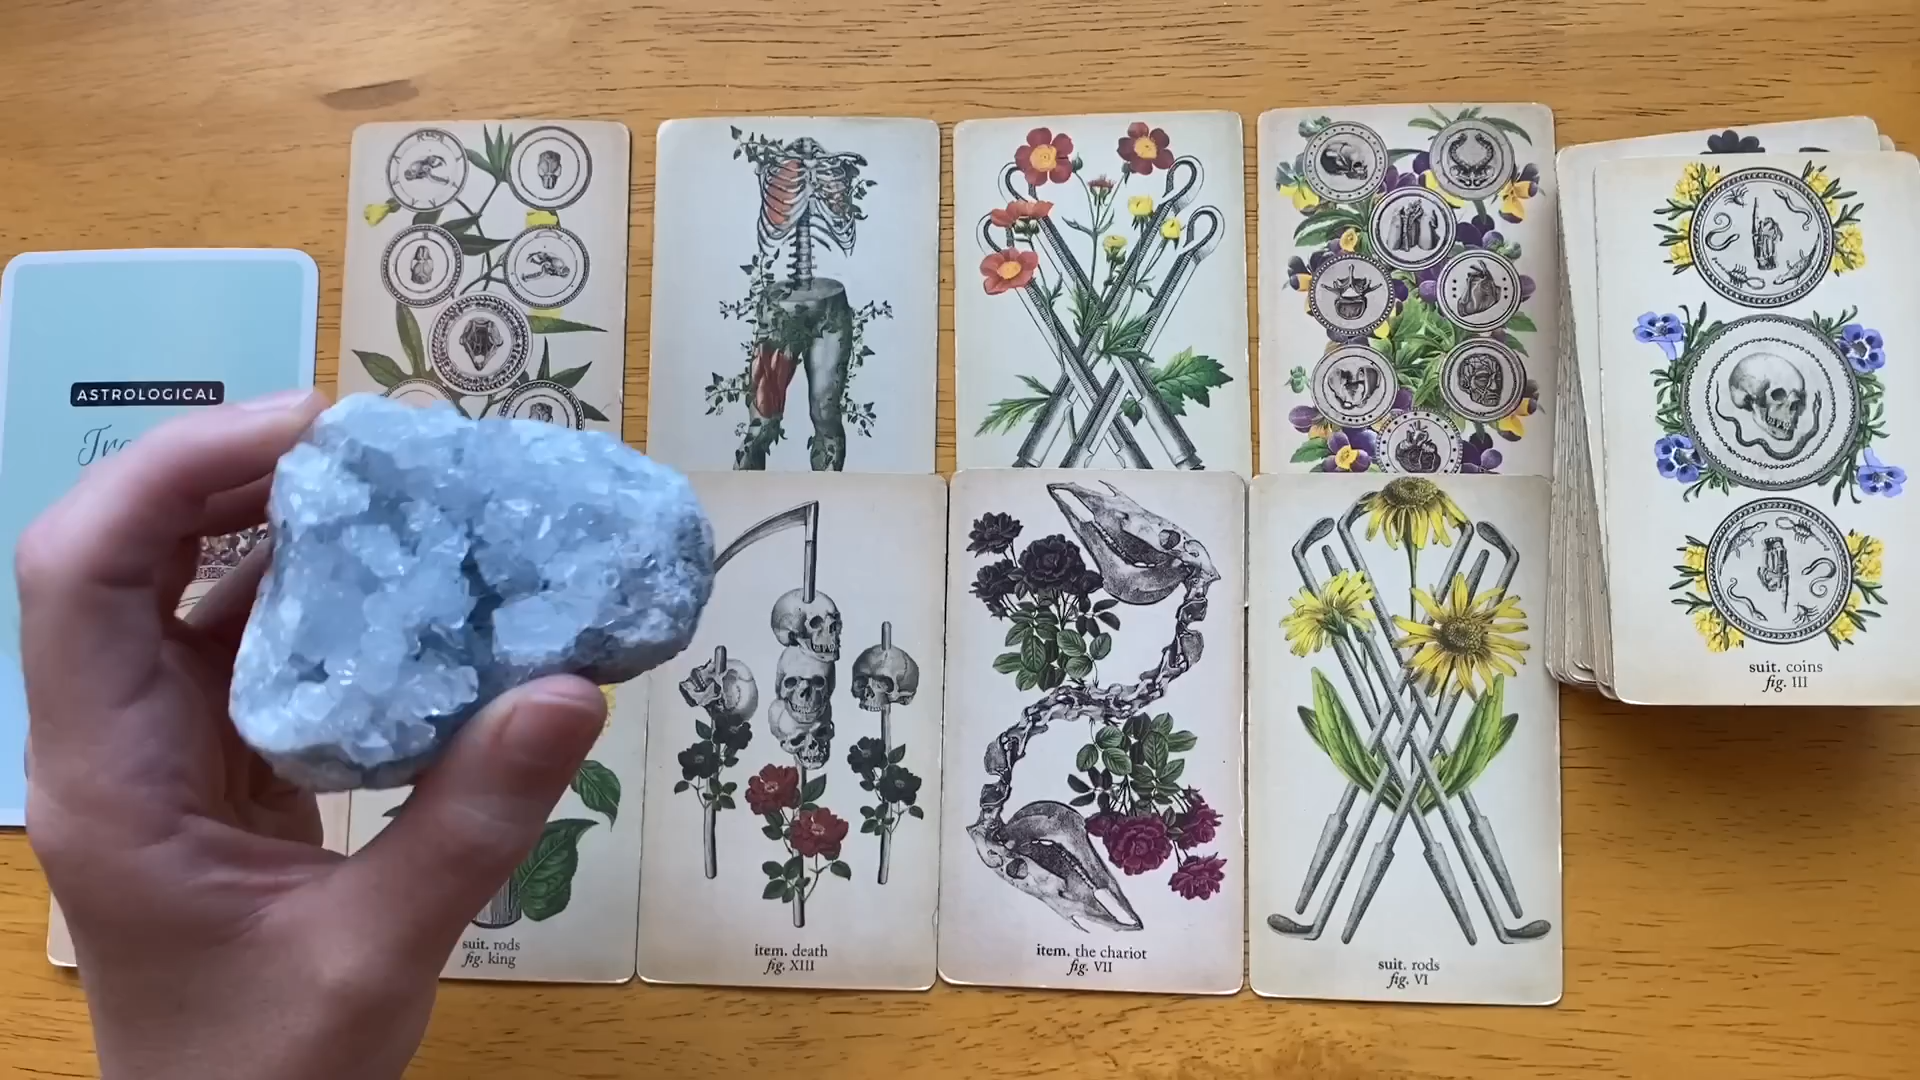 ASTROLOGICAL
suit. rods
fig. king
item. death
fig. XIII
item. the chariot
fig. VII
suit. rods
fig. VI
suit. coins
fig. III